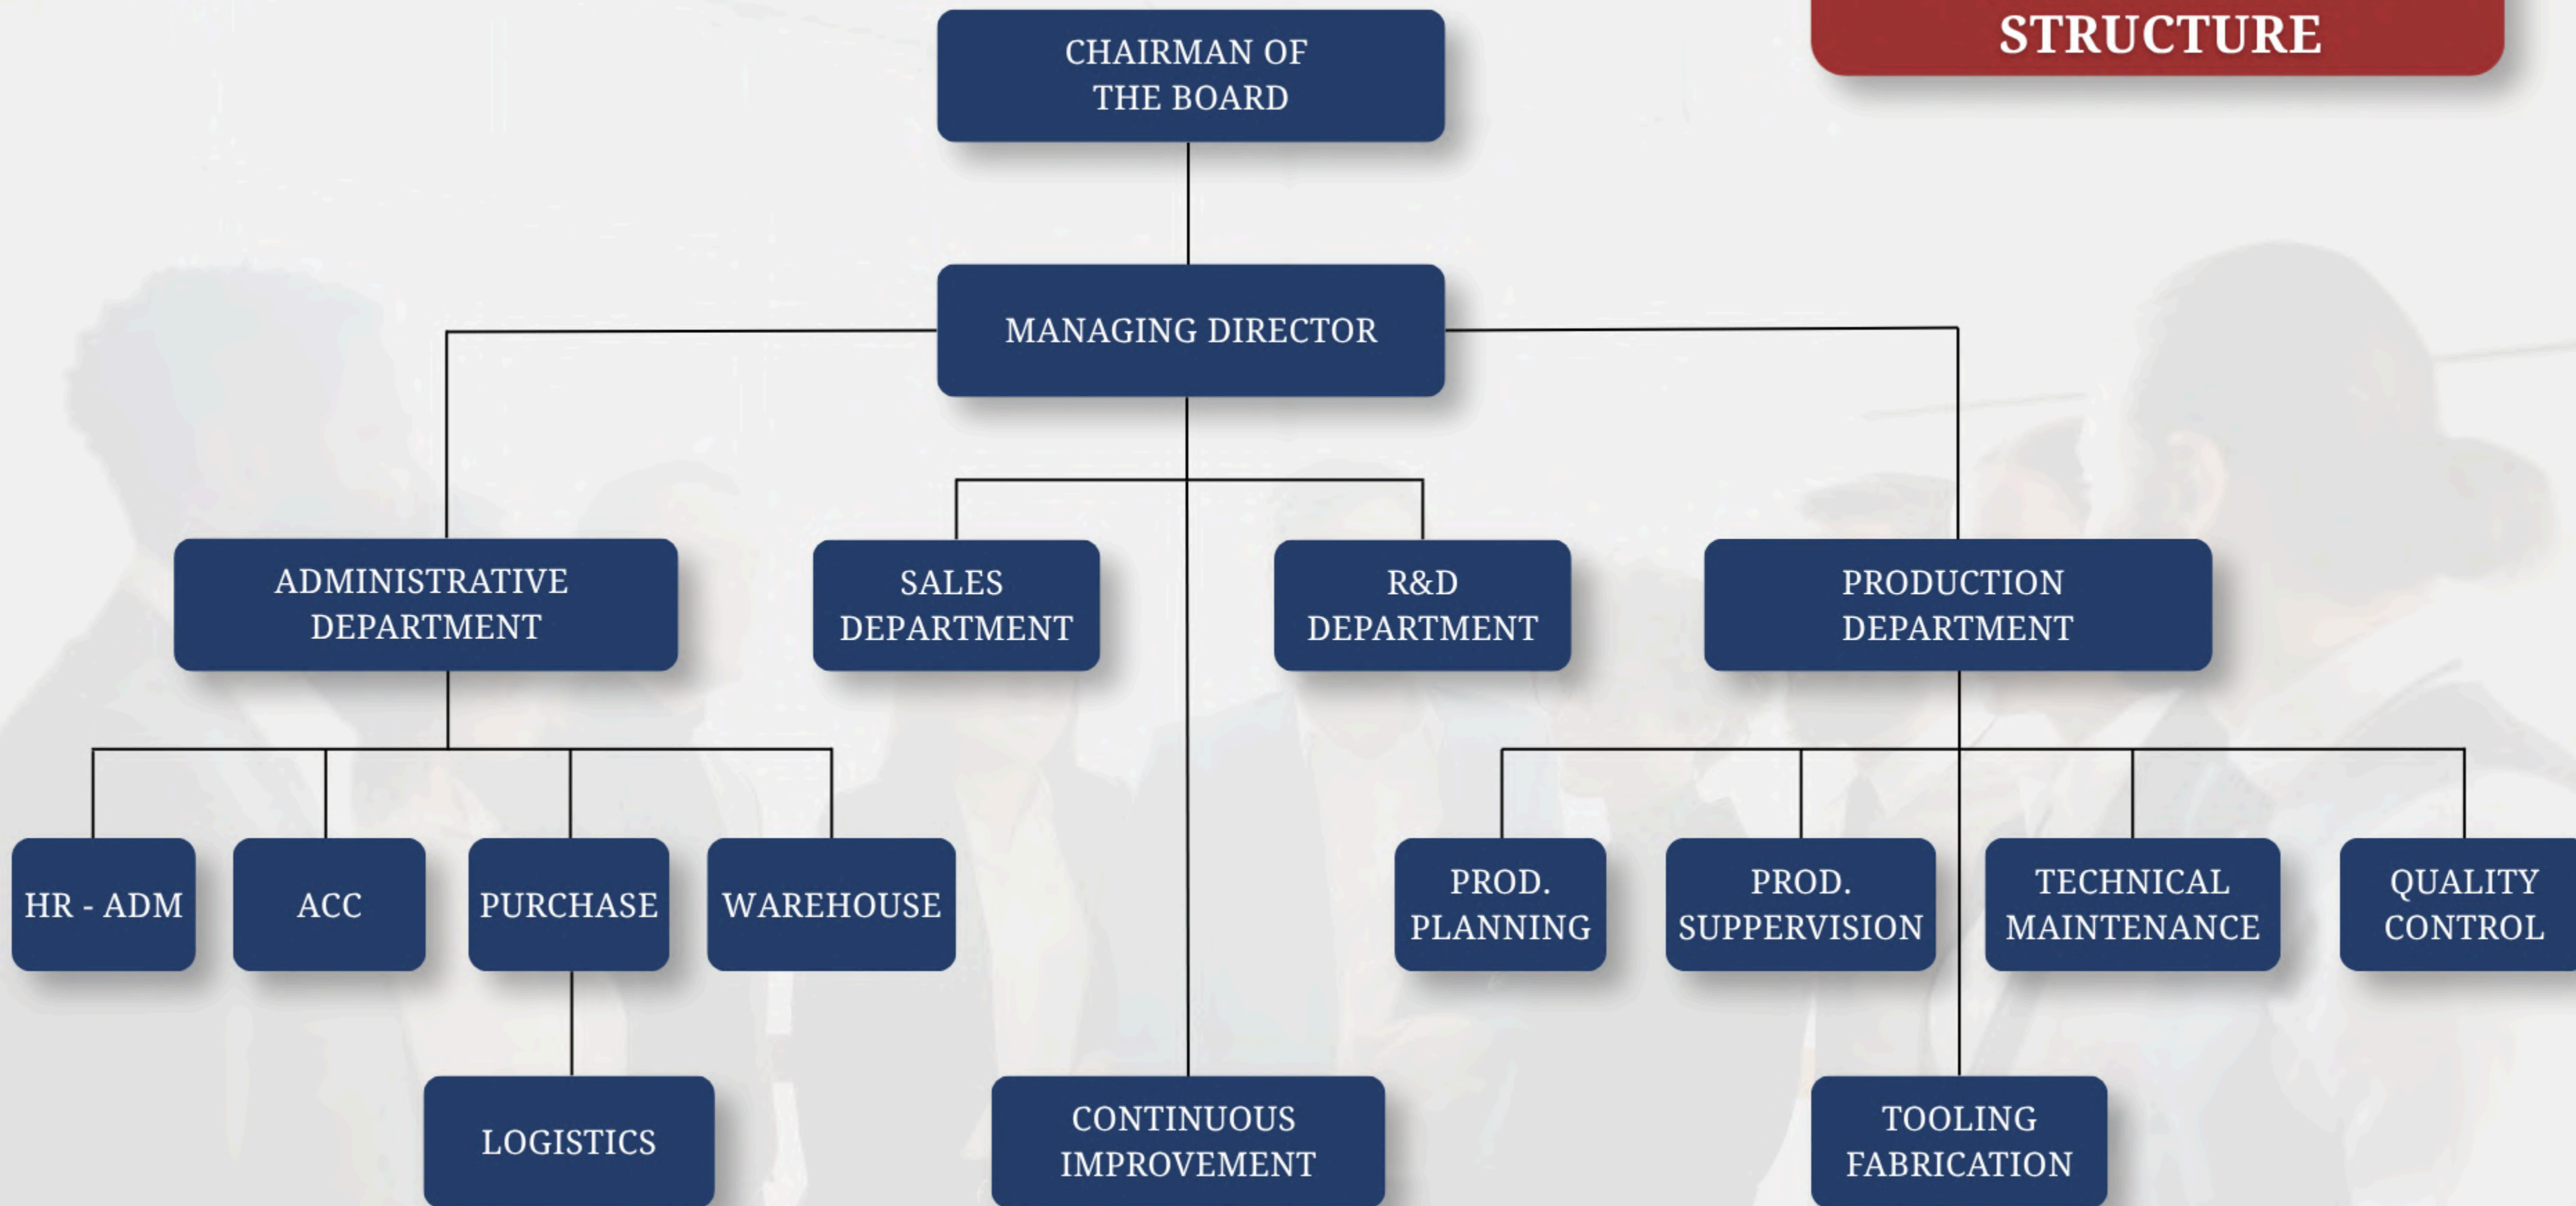 STRUCTURE
CHAIRMAN OF
THE BOARD
MANAGING DIRECTOR
ADMINISTRATIVE
DEPARTMENT
SALES
DEPARTMENT
R&D
DEPARTMENT
PRODUCTION
DEPARTMENT
HR - ADM
ACC
PURCHASE
WAREHOUSE
PROD.
PLANNING
PROD.
SUPPERVISION
TECHNICAL
MAINTENANCE
QUALITY
CONTROL
LOGISTICS
CONTINUOUS
IMPROVEMENT
TOOLING
FABRICATION